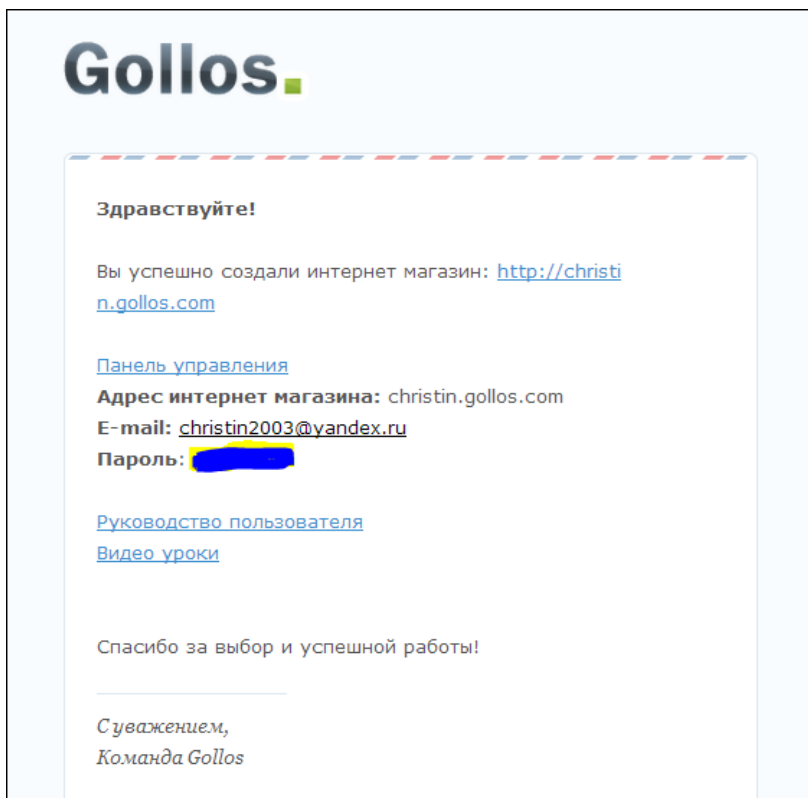 Gollos.
Здравствуйте!
Вы успешно создали интернет магазин: http://christi
n.gollos.com
Панель управления
Адрес интернет магазина: christin.gollos.com
E-mail: christin2003@yandex.ru
Пароль:
Руководство пользователя
Видео уроки
Спасибо за выбор и успешной работы!
С уважением,
Команда Gollos